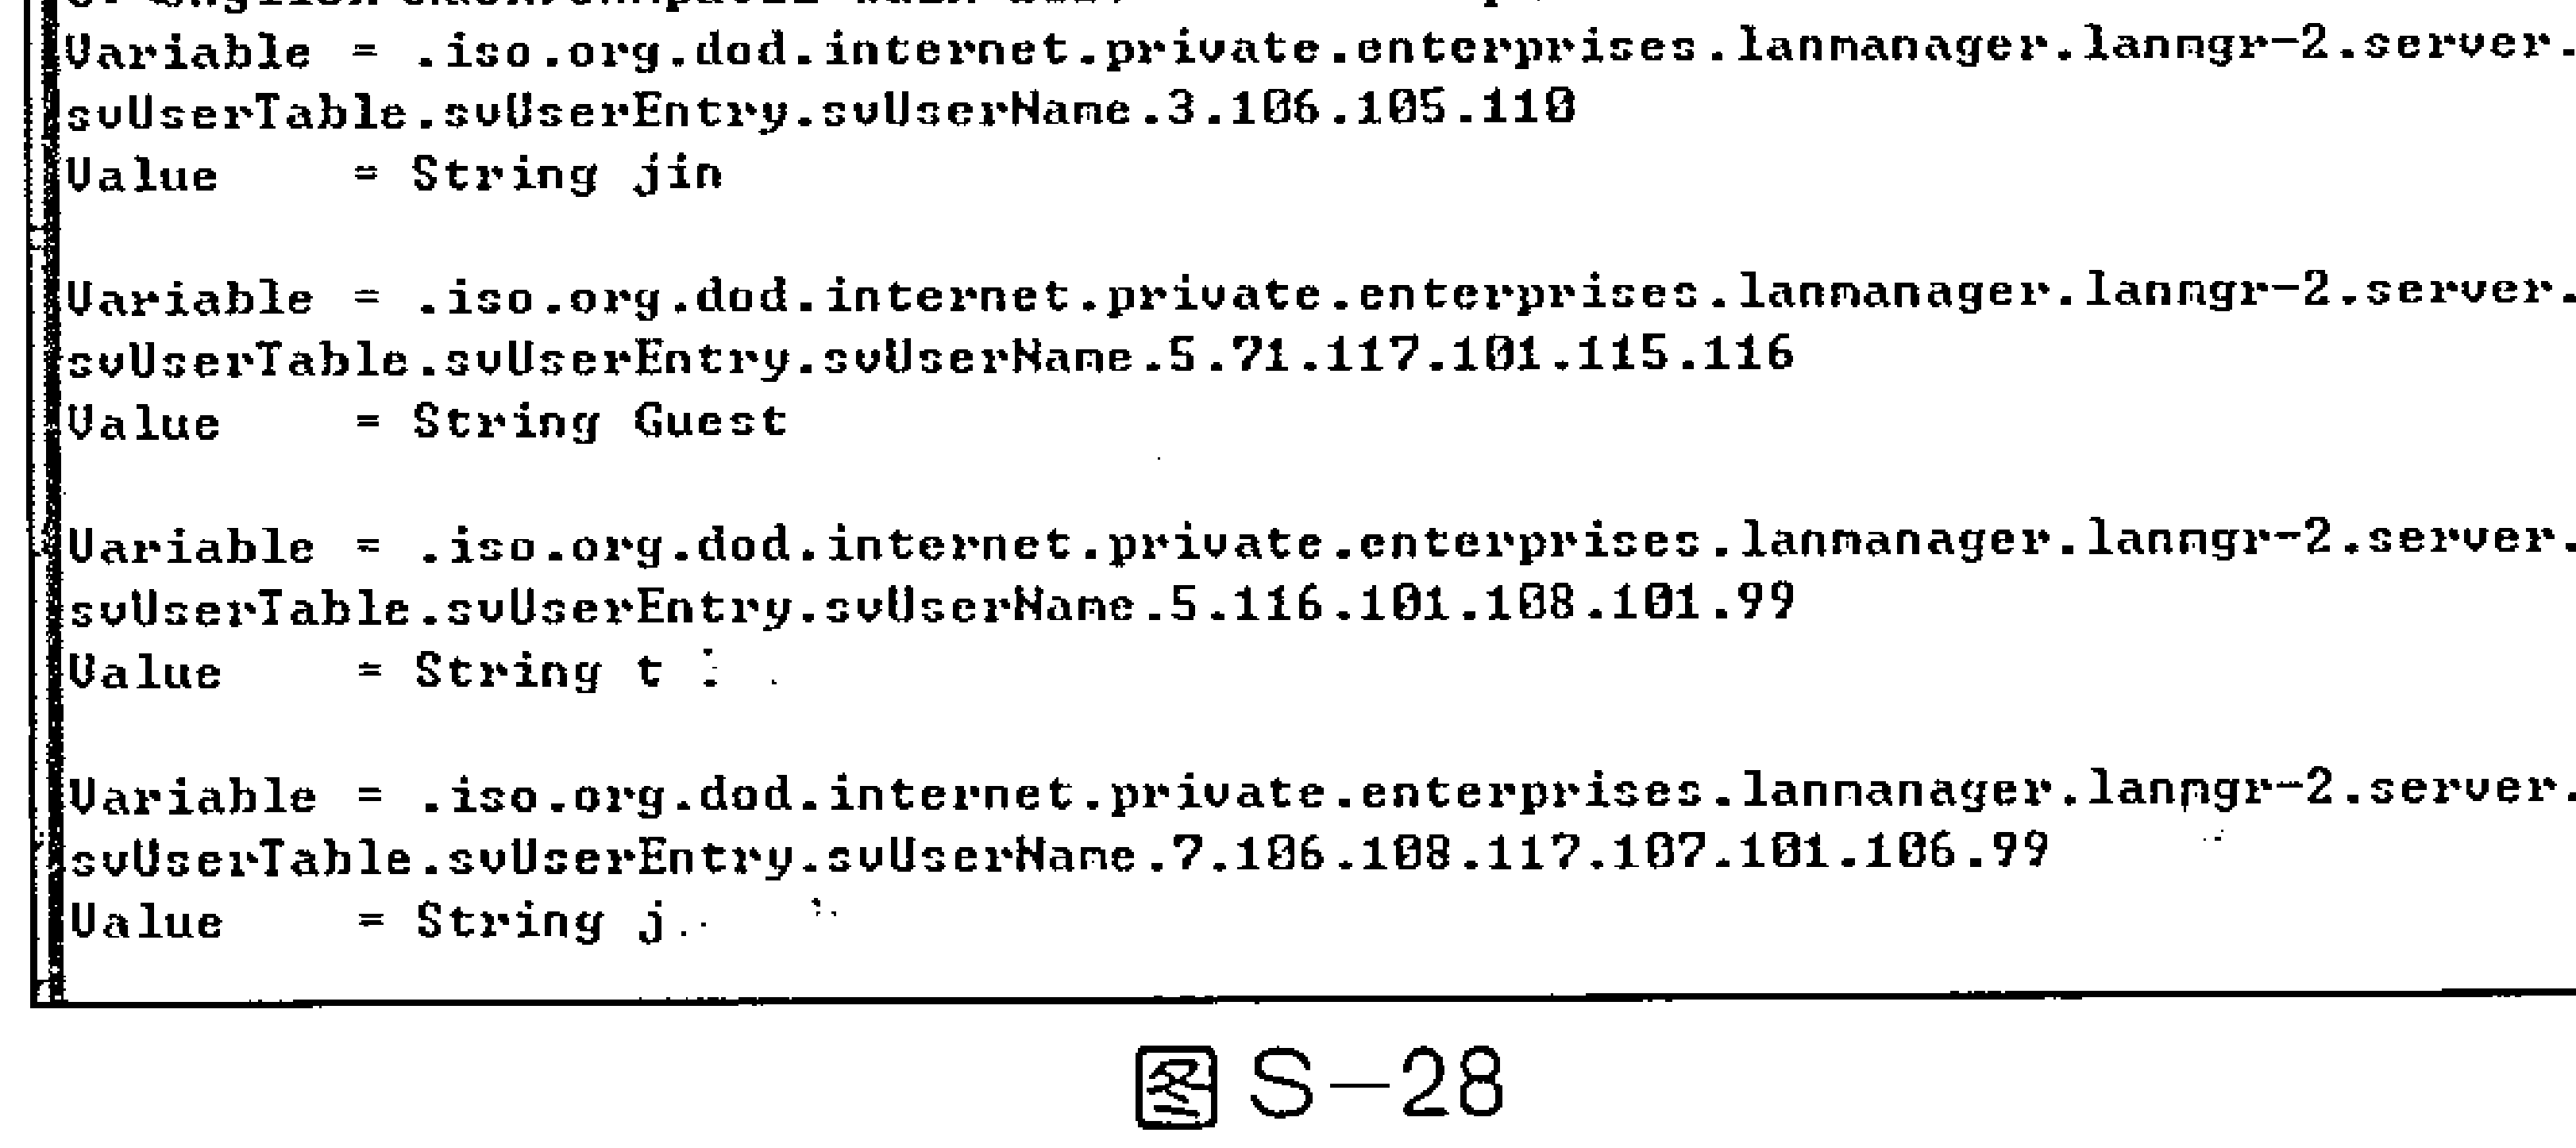 Variable = .iso.org.dod.internet.private.enterprises.lanmanager.lanmgr-2.server.
svUserTable.svUserEntry.svUserName.3.106.105.110
Value = String jin
Variable = .iso.org.dod.internet.private.enterprises.lanmanager.lanmgr-2.server.
svUserTable.svUserEntry.svUserName.5.71.117.101.115.116
Value = String Guest
Variable = .iso.org.dod.internet.private.enterprises.lanmanager.lanmgr-2.server.
svUserTable.svUserEntry.svUserName.5.116.101.108.101.99
Value = String t
Variable = .iso.org.dod.internet.private.enterprises.lanmanager.lanmgr-2.server.
svUserTable.svUserEntry.svUserName.7.106.108.117.107.101.106.99
Value = String j
图 S-28